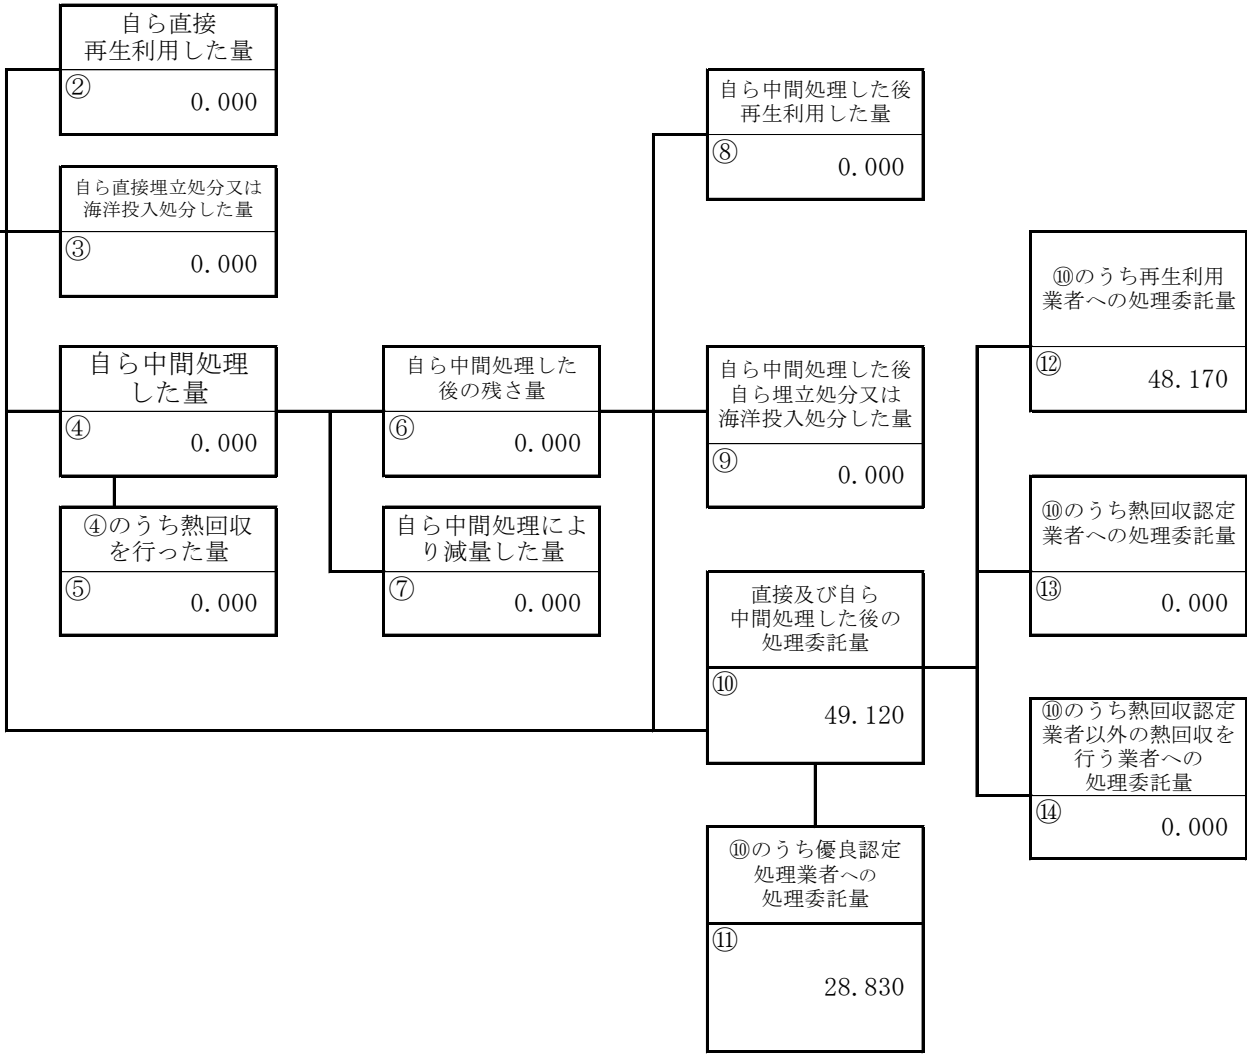 自ら直接
再生利用した量
②
0.000
自ら直接埋立処分又は
海洋投入処分した量
③
0.000
自ら中間処理
した量
④
0.000
④のうち熱回収
を行った量
⑤
0.000
自ら中間処理した
後の残さ量
⑥
0.000
自ら中間処理によ
り減量した量
⑦
0.000
自ら中間処理した後
再生利用した量
⑧
0.000
自ら中間処理した後
自ら埋立処分又は
海洋投入処分した量
⑨
0.000
直接及び自ら
中間処理した後の
処理委託量
⑩
49.120
⑩のうち優良認定
処理業者への
処理委託量
⑪
28.830
⑩のうち再生利用
業者への処理委託量
⑫
48.170
⑩のうち熱回収認定
業者への処理委託量
⑬
0.000
⑩のうち熱回収認定
業者以外の熱回収を
行う業者への
処理委託量
⑭
0.000